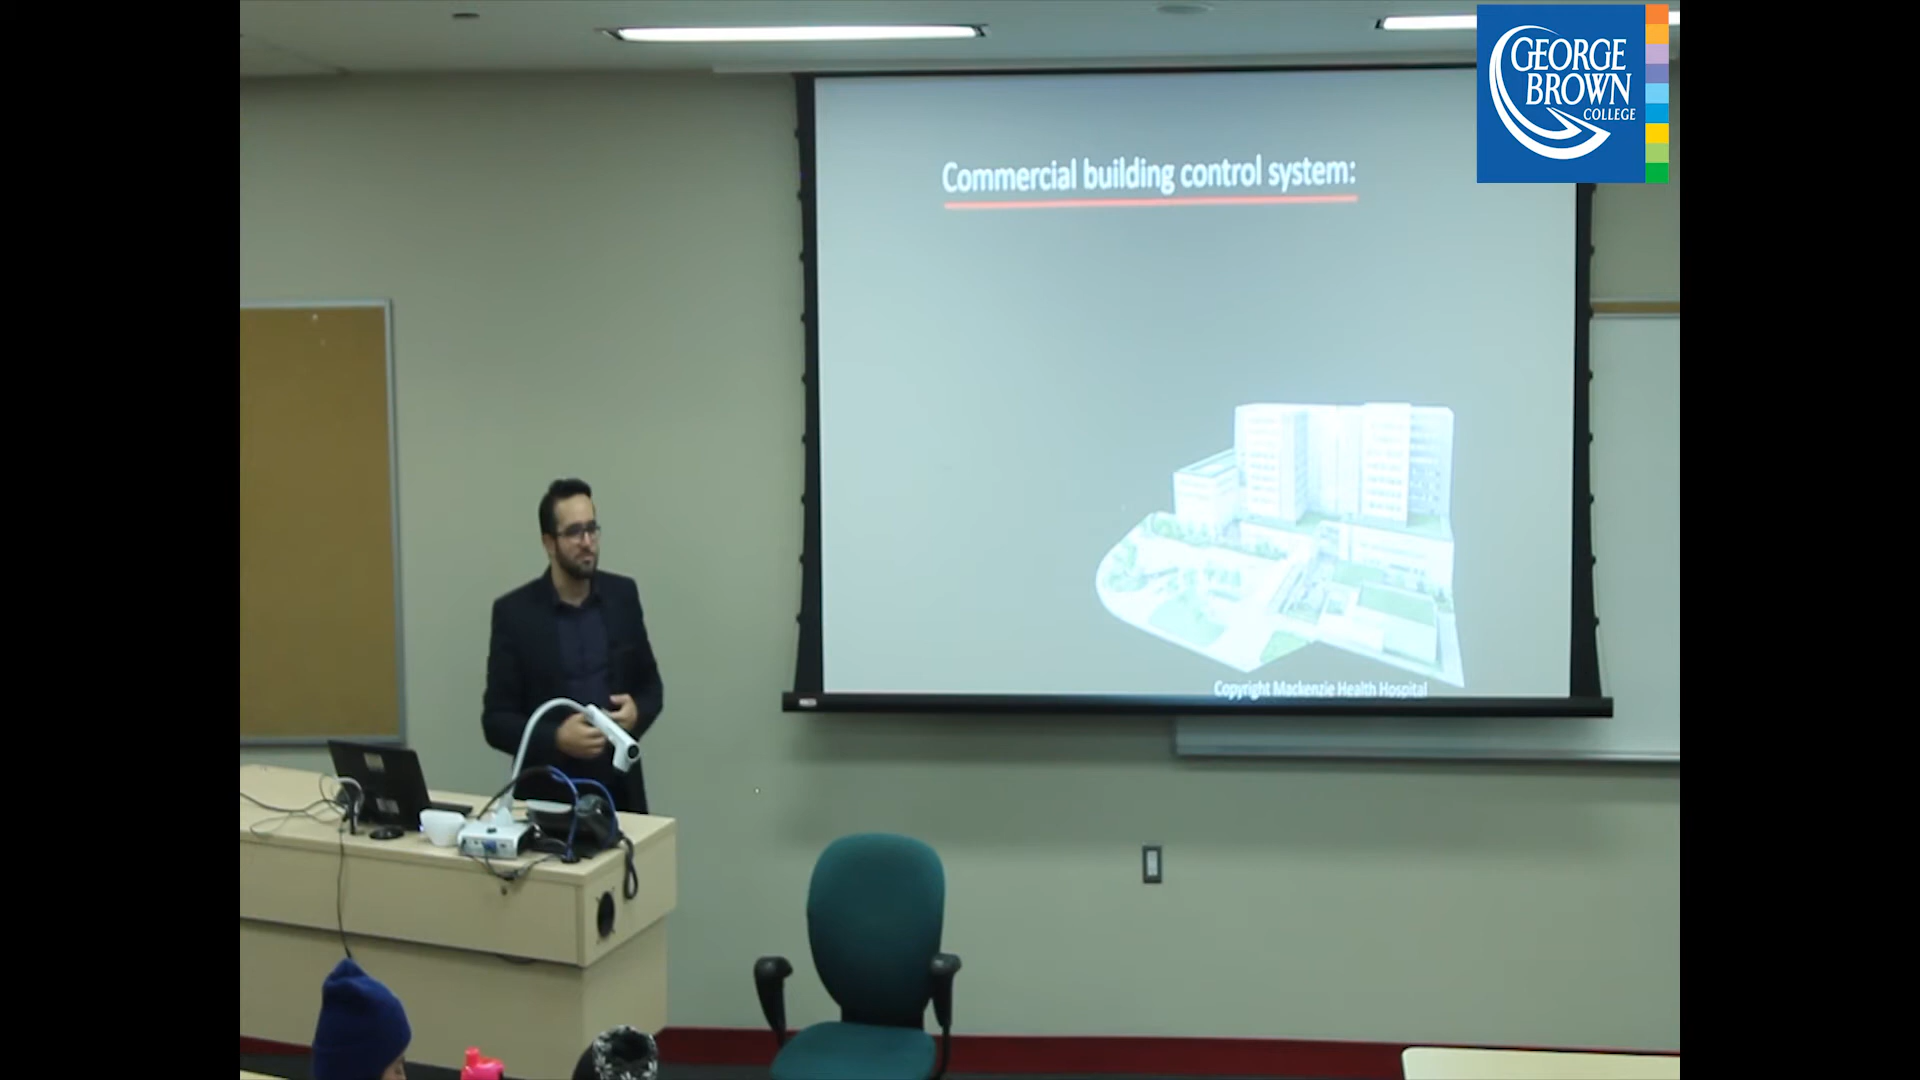 GEORGE
BROWN
COLLEGE
Commercial building control system:
Copyright Mackenzie Health Hospital